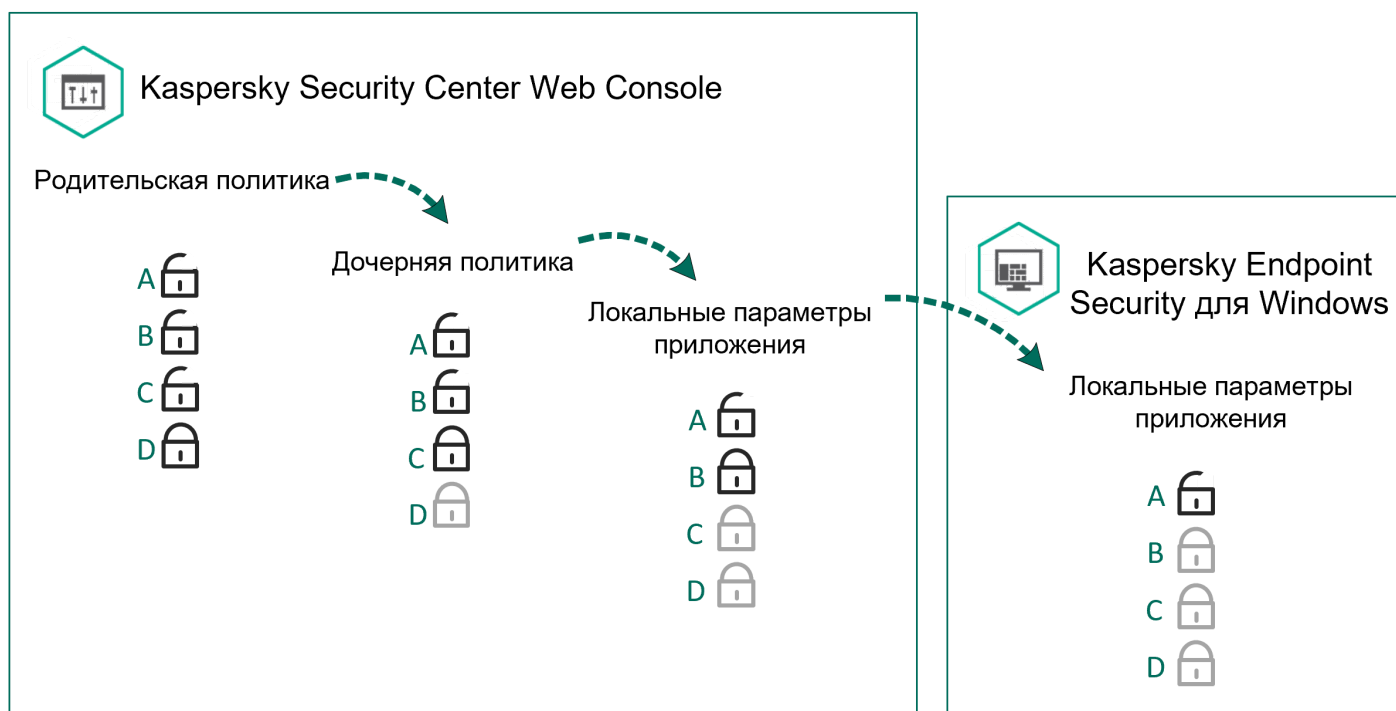 Kaspersky Security Center Web Console
Родительская политика
A
B
C
D
Дочерняя политика
A
B
C
D
Локальные параметры
приложения
A
B
C
D
Kaspersky Endpoint
Security для Windows
Локальные параметры
приложения
A
B
C
D